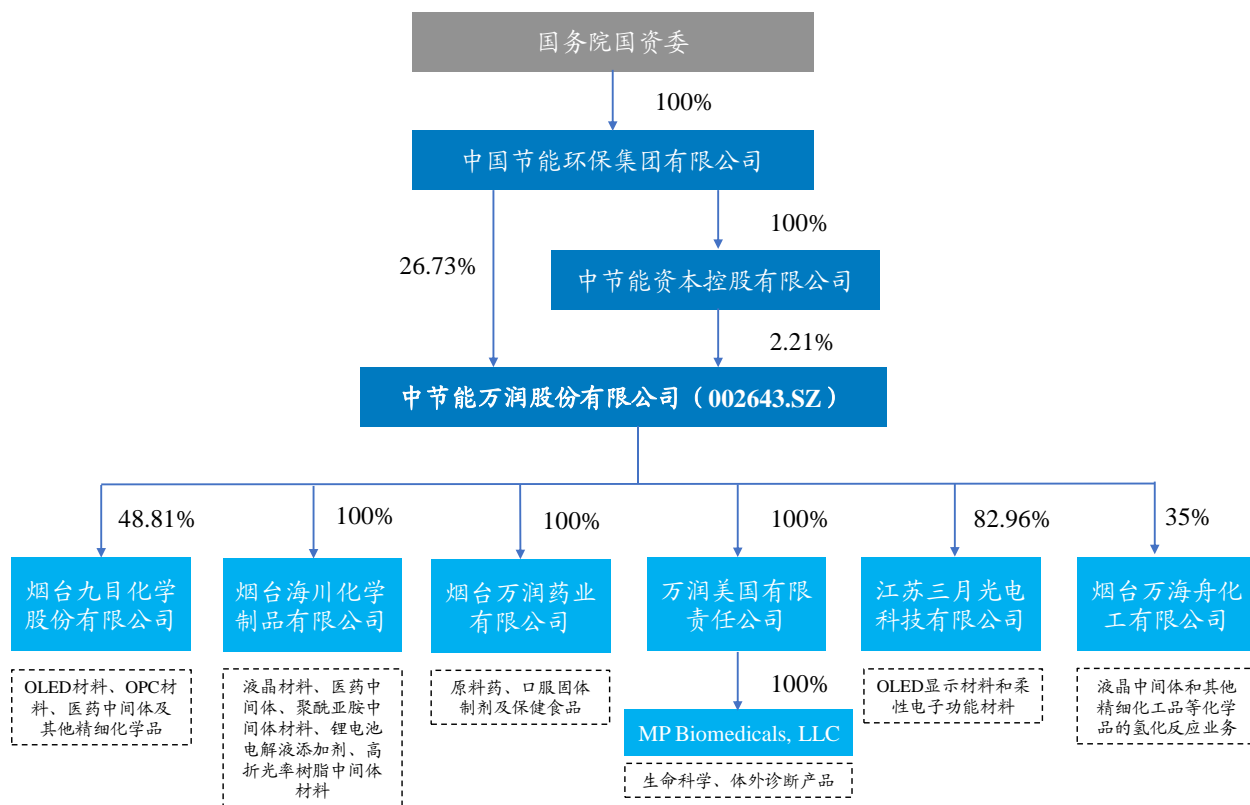 国务院国资委
100%
中国节能环保集团有限公司
100%
26.73%
中节能资本控股有限公司
2.21%
中节能万润股份有限公司（002643.SZ）
48.81%
100%
100%
100%
82.96%
35%
烟台九目化学
股份有限公司
烟台海川化学
制品有限公司
烟台万润药业
有限公司
万润美国有限
责任公司
江苏三月光电
科技有限公司
烟台万海舟化
工有限公司
OLED材料、OPC材
料、医药中间体及
其他精细化学品
液晶材料、医药中
间体、聚酰亚胺中
间体材料、锂电池
电解液添加剂、高
折光率树脂中间体
材料
原料药、口服固体
制剂及保健食品
100%
MP Biomedicals, LLC
生命科学、体外诊断产品
OLED显示材料和柔
性电子功能材料
液晶中间体和其他
精细化工品等化学
品的氢化反应业务